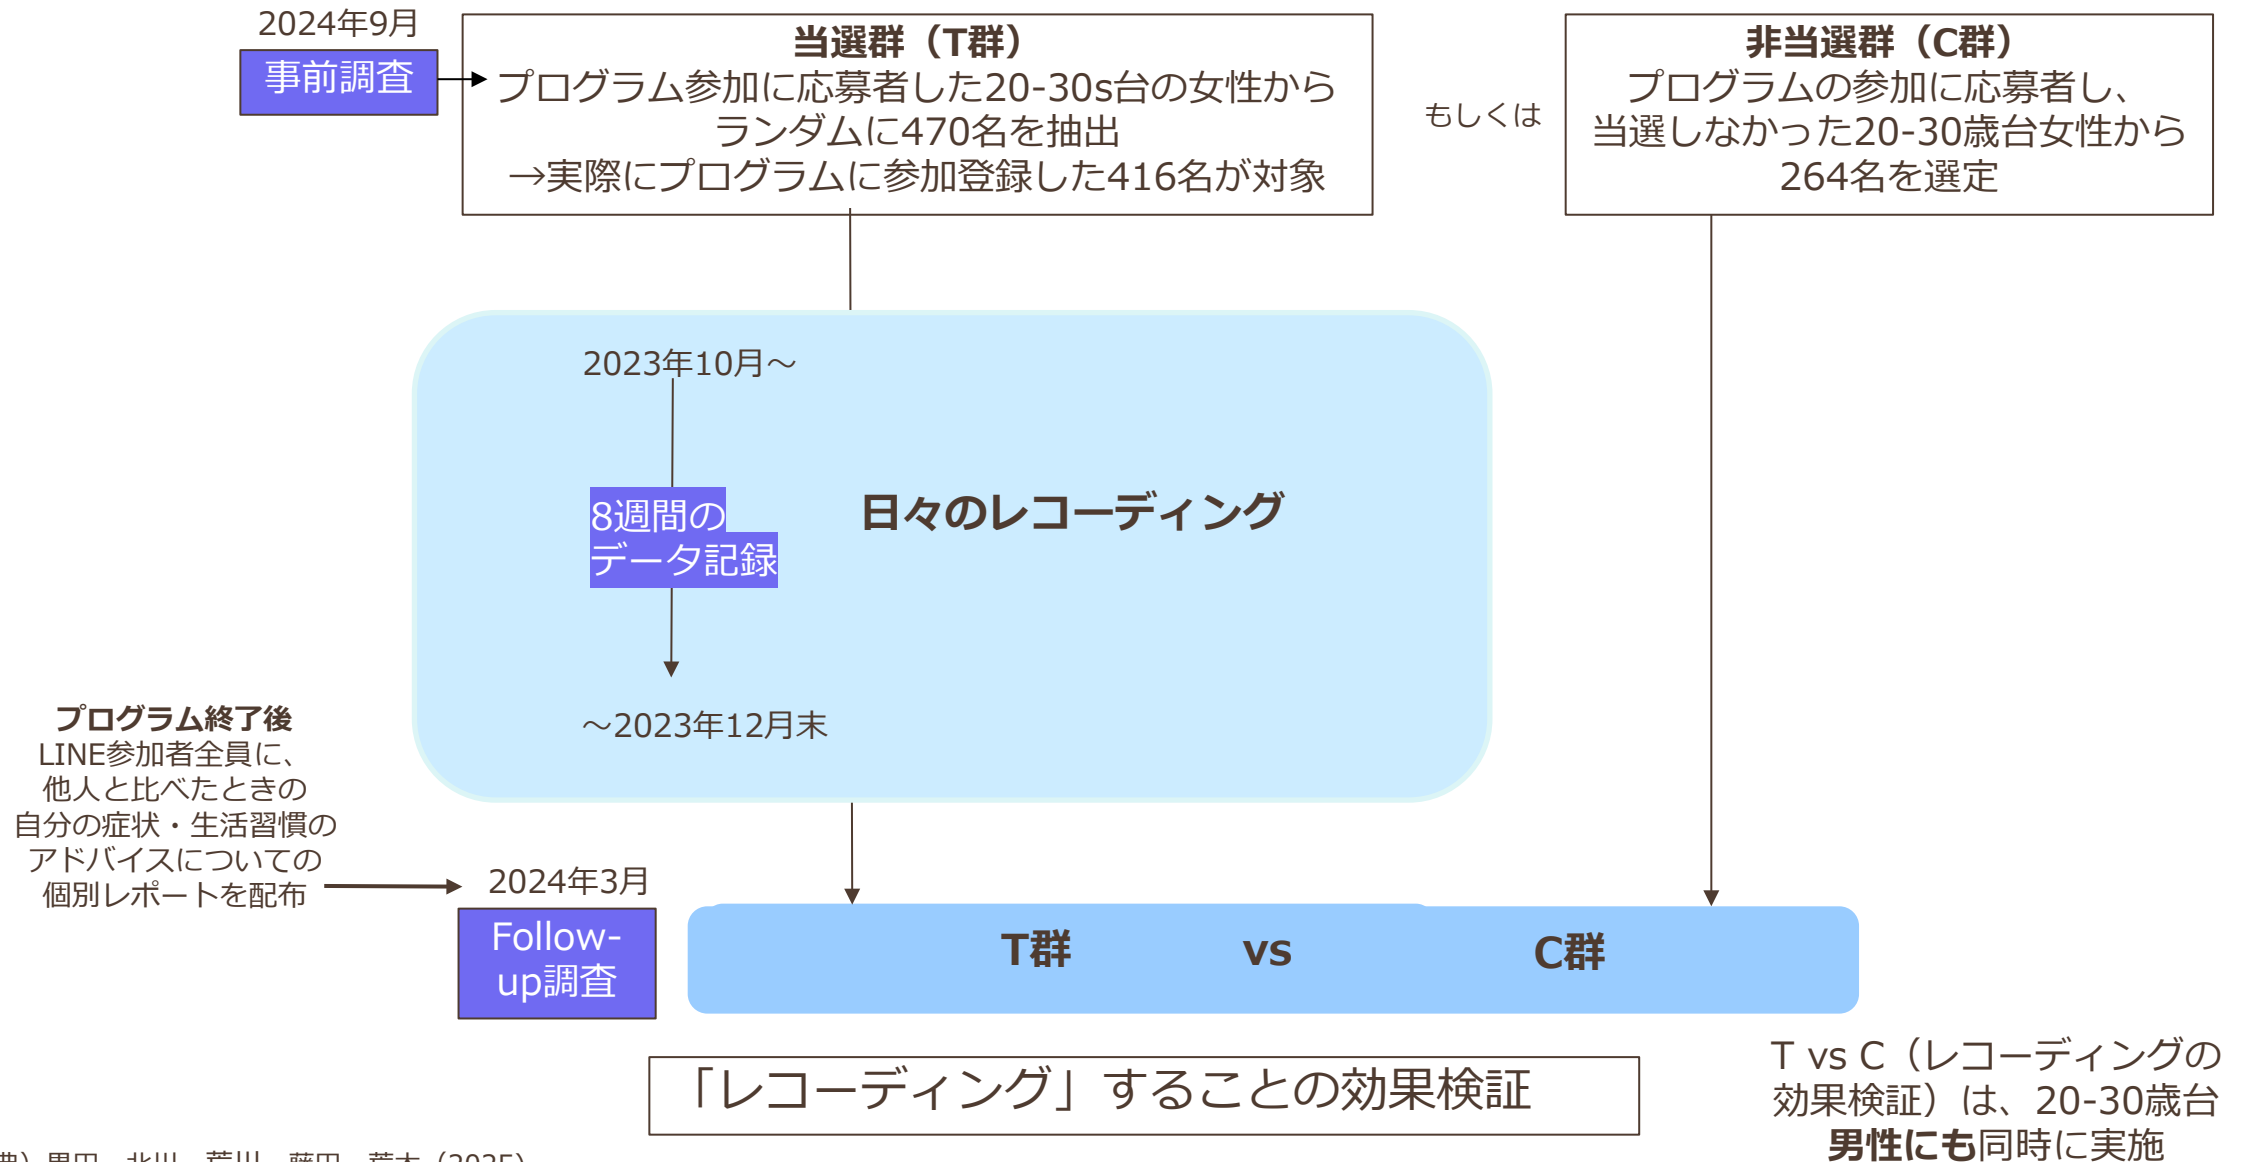 2024年9月
事前調査
当選群（T群）
プログラム参加に応募者した20-30s台の女性から
ランダムに470名を抽出
→実際にプログラムに参加登録した416名が対象
もしくは
非当選群（C群）
プログラムの参加に応募者し、
当選しなかった20-30歳台女性から
264名を選定
2023年10月～
8週間の
データ記録
日々のレコーディング
～2023年12月末
プログラム終了後
LINE参加者全員に、
他人と比べたときの
自分の症状・生活習慣の
アドバイスについての
個別レポートを配布
2024年3月
Follow-
up調査
T群 vs C群
「レコーディング」することの効果検証
T vs C（レコーディングの
効果検証）は、20-30歳台
男性にも同時に実施